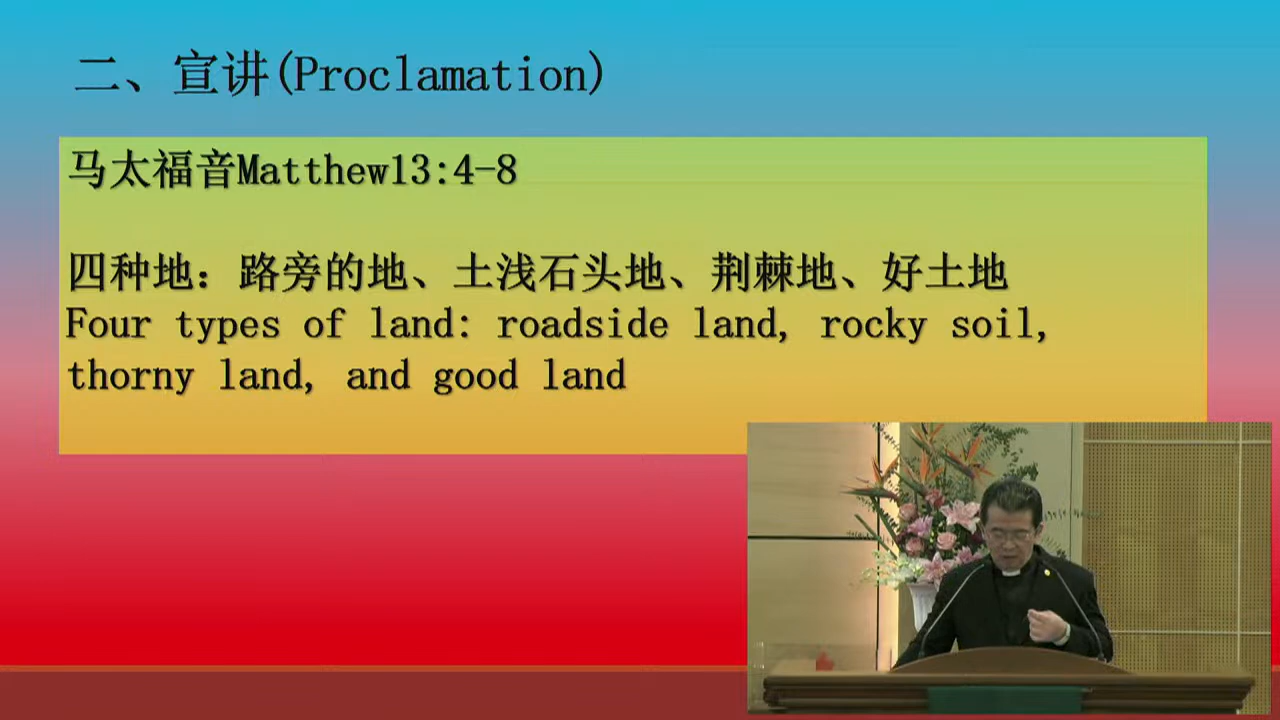 二、宣讲(Proclamation)
马太福音Matthew13:4-8
四种地：路旁的地、土浅石头地、荆棘地、好土地
Four types of land: roadside land, rocky soil,
thorny land, and good land